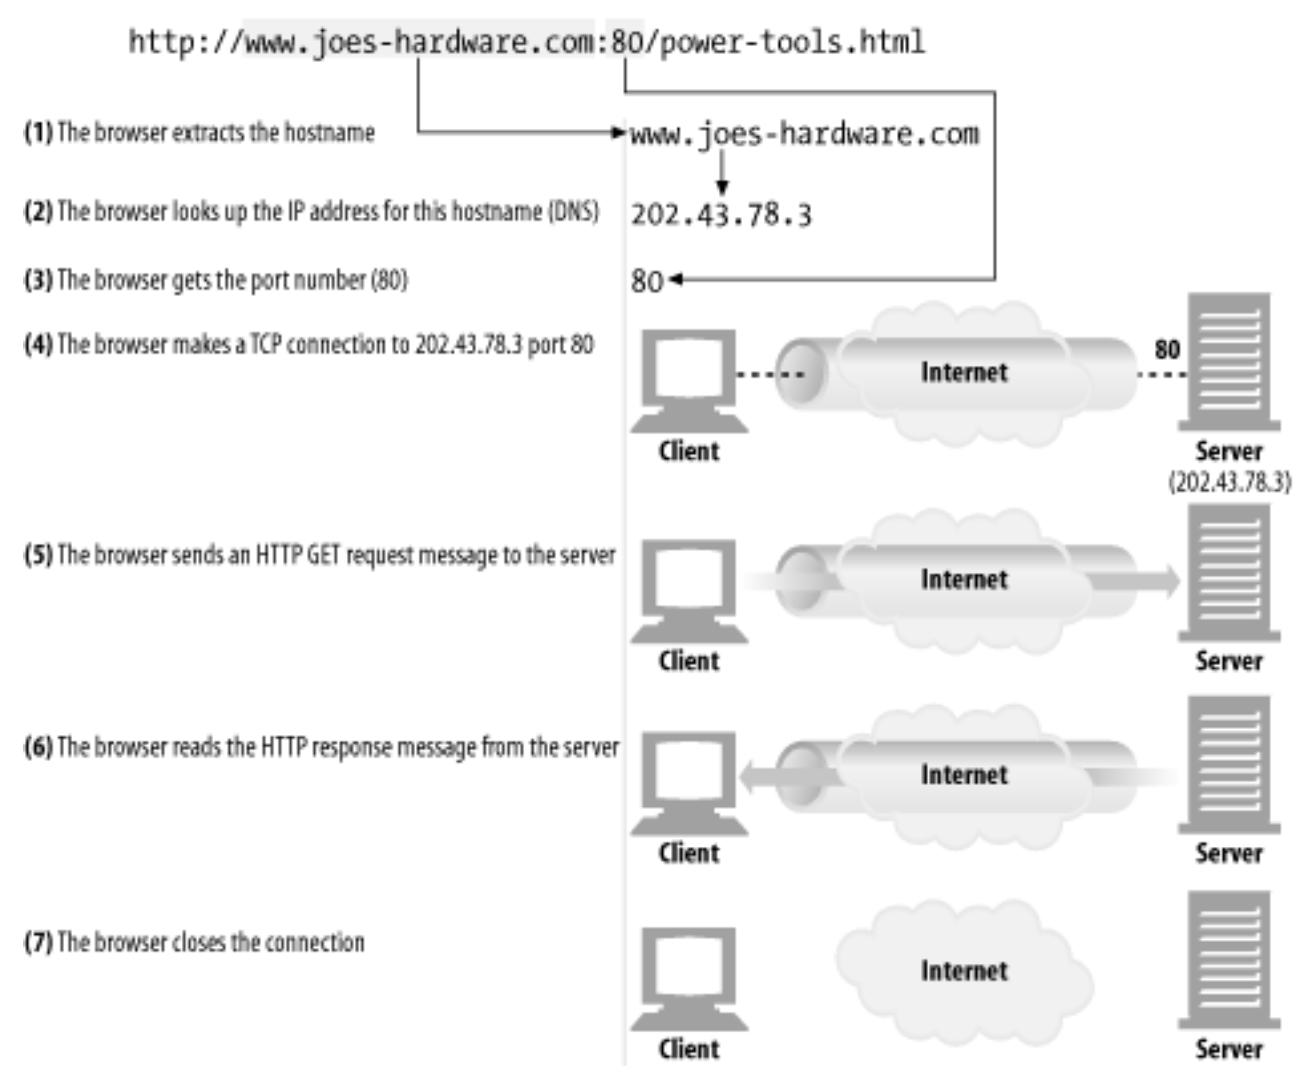 http://www.joes-hardware.com:80/power-tools.html
(1) The browser extracts the hostname
www.joes-hardware.com
(2) The browser looks up the IP address for this hostname (DNS)
202.43.78.3
(3) The browser gets the port number (80)
80
(4) The browser makes a TCP connection to 202.43.78.3 port 80
80
Internet
Client
Server
(202.43.78.3)
(5) The browser sends an HTTP GET request message to the server
Internet
Client
Server
(6) The browser reads the HTTP response message from the server
Internet
Client
Server
(7) The browser closes the connection
Internet
Client
Server